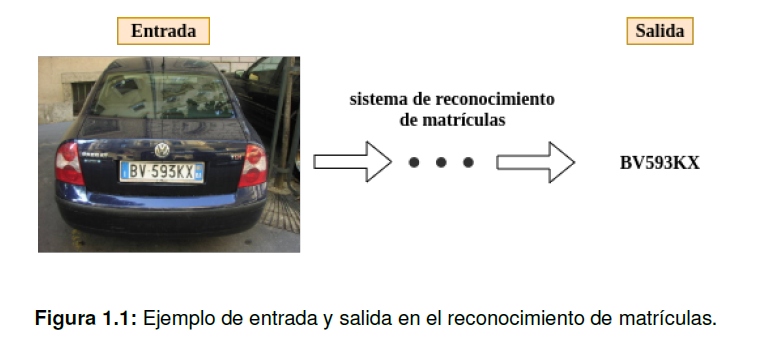 Entrada
Salida
sistema de reconocimiento
de matrículas
BV 593KX
TDI
BV593KX
Figura 1.1: Ejemplo de entrada y salida en el reconocimiento de matrículas.